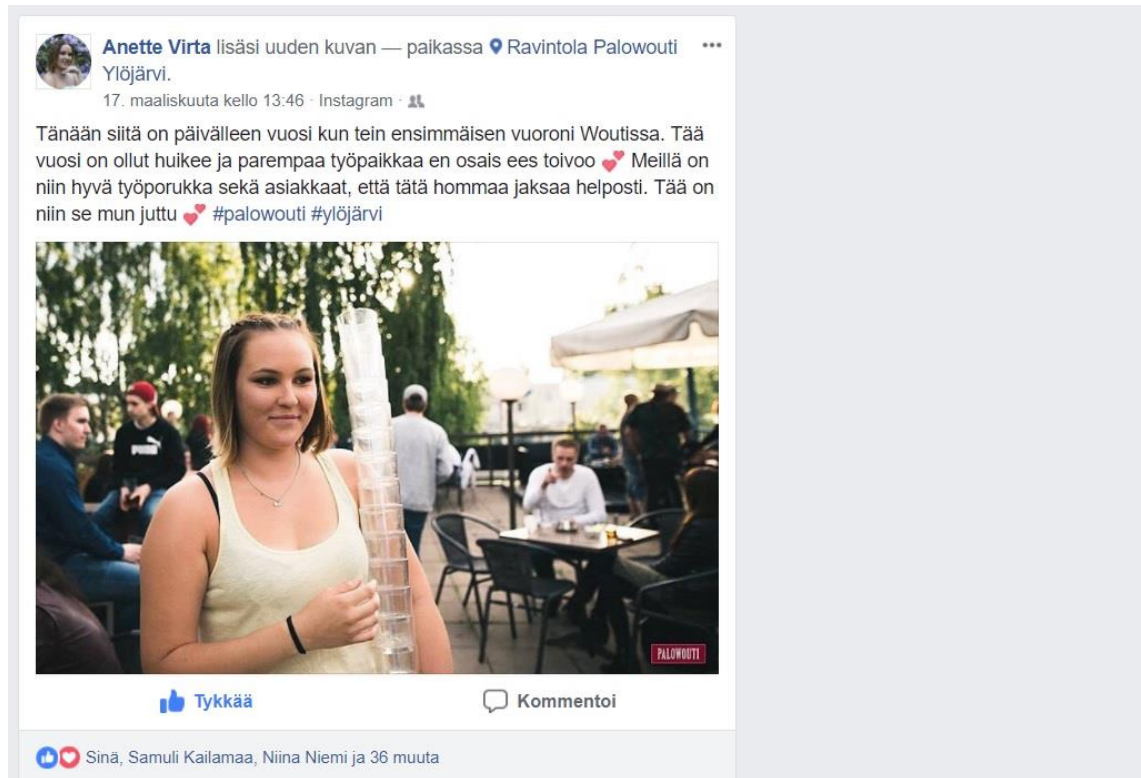 Anette Virta lisäsi uuden kuvan — paikassa Ravintola Palowouti
Ylöjärvi.
17. maaliskuuta kello 13:46 · Instagram ·
Tänään siitä on päivälleen vuosi kun tein ensimmäisen vuoroni Woutissa. Tää
vuosi on ollut huikee ja parempaa työpaikkaa en osais ees toivoo 💕 Meillä on
niin hyvä työporukka sekä asiakkaat, että tätä hommaa jaksaa helposti. Tää on
niin se mun juttu 💕 #palowouti #ylöjärvi
PUMA
PALOWOUTI
Tykkää
Kommentoi
Sinä, Samuli Kailamaa, Niina Niemi ja 36 muuta